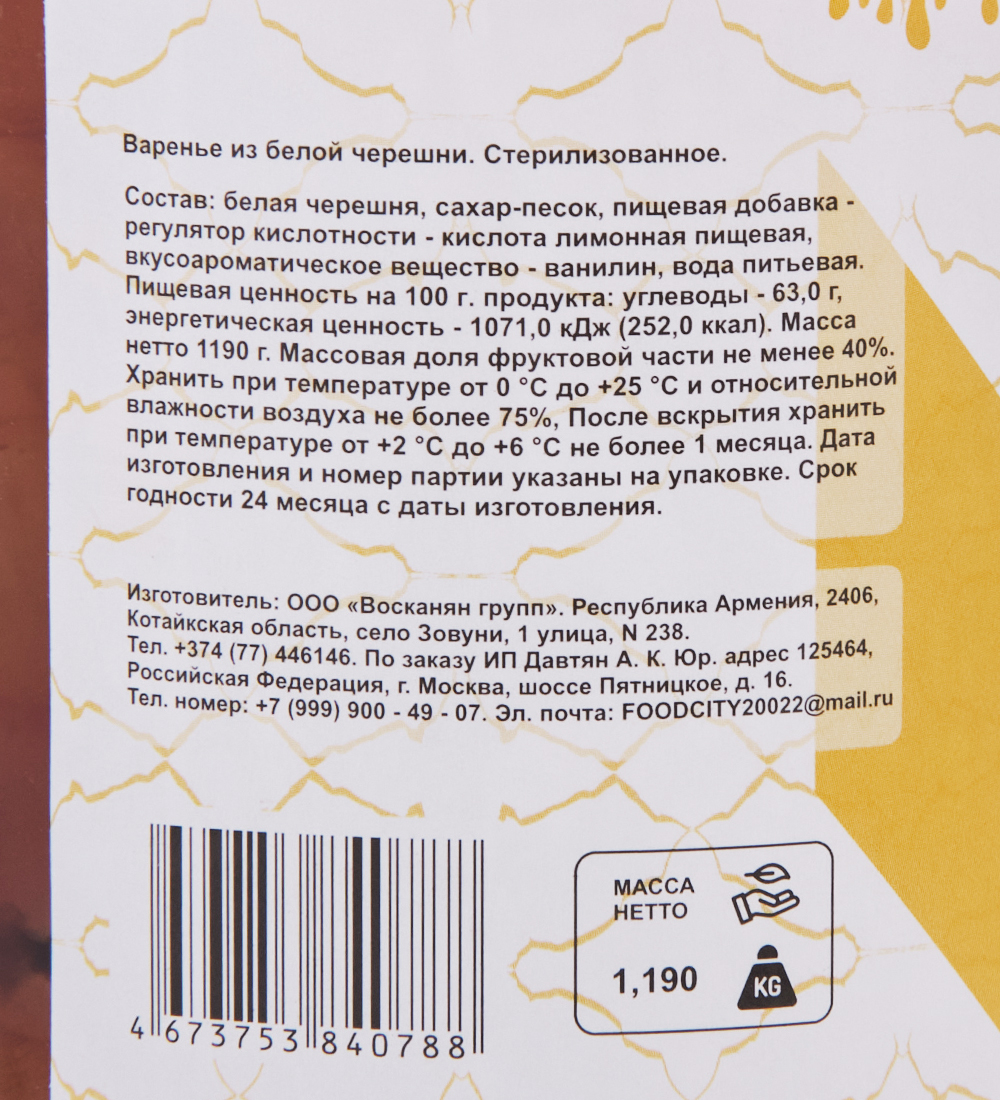 Варенье из белой черешни. Стерилизованное.
Состав: белая черешня, сахар-песок, пищевая добавка -
регулятор кислотности - кислота лимонная пищевая,
вкусоароматическое вещество - ванилин, вода питьевая.
Пищевая ценность на 100 г. продукта: углеводы - 63,0 г,
энергетическая ценность - 1071,0 кДж (252,0 ккал). Масса
нетто 1190 г. Массовая доля фруктовой части не менее 40%.
Хранить при температуре от 0 °C до +25 °C и относительной
влажности воздуха не более 75%, После вскрытия хранить
при температуре от +2 °C до +6 °C не более 1 месяца. Дата
изготовления и номер партии указаны на упаковке. Срок
годности 24 месяца с даты изготовления.
Изготовитель: ООО «Восканян групп». Республика Армения, 2406,
Котайкская область, село Зовуни, 1 улица, N 238.
Тел. +374 (77) 446146. По заказу ИП Давтян А. К. Юр. адрес 125464,
Российская Федерация, г. Москва, шоссе Пятницкое, д. 16.
Тел. номер: +7 (999) 900 - 49 - 07. Эл. почта: FOODCITY20022@mail.ru
МАССА
НЕТТО
1,190
KG
4 673753 840788